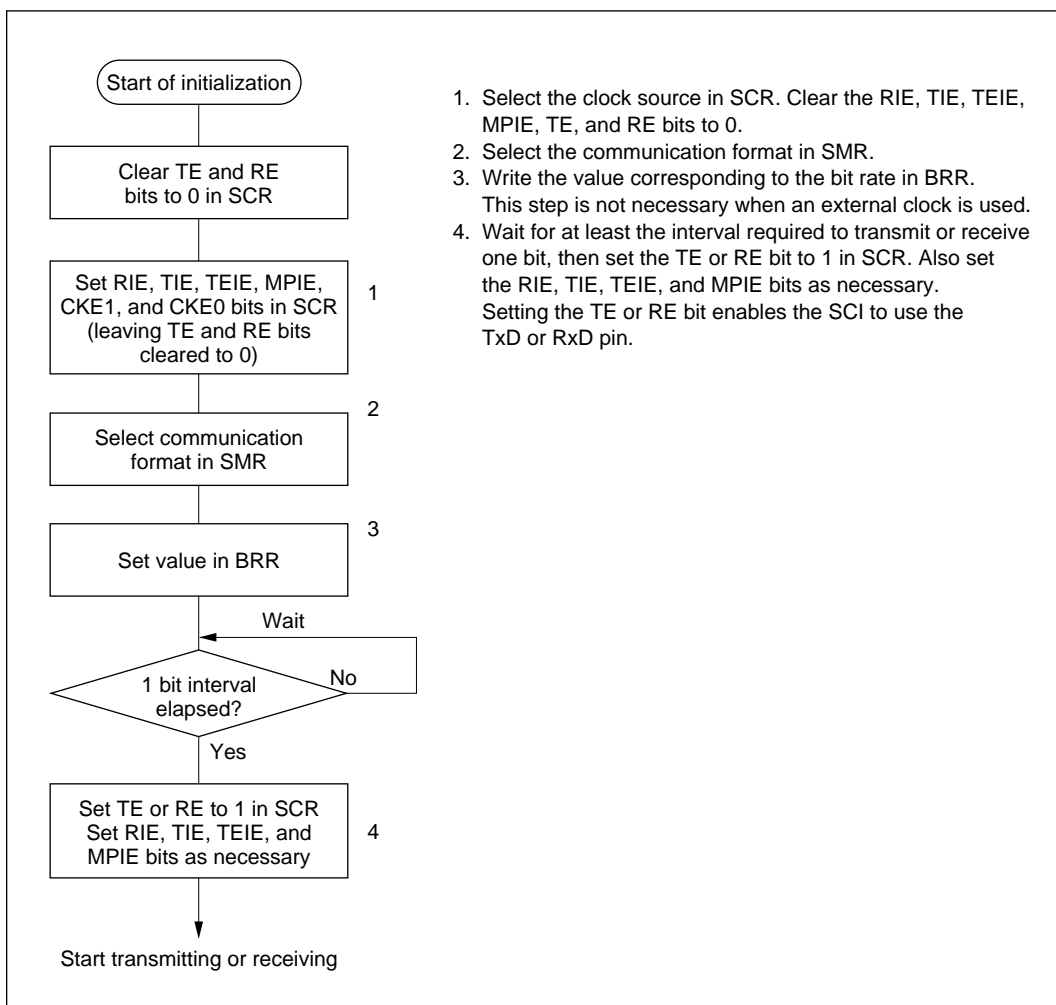 Start of initialization
Clear TE and RE
bits to 0 in SCR
Set RIE, TIE, TEIE, MPIE,
CKE1, and CKE0 bits in SCR
(leaving TE and RE bits
cleared to 0)
1
2
Select communication
format in SMR
3
Set value in BRR
Wait
1 bit interval
elapsed?
No
Yes
Set TE or RE to 1 in SCR
Set RIE, TIE, TEIE, and
MPIE bits as necessary
4
Start transmitting or receiving
1. Select the clock source in SCR. Clear the RIE, TIE, TEIE,
MPIE, TE, and RE bits to 0.
2. Select the communication format in SMR.
3. Write the value corresponding to the bit rate in BRR.
This step is not necessary when an external clock is used.
4. Wait for at least the interval required to transmit or receive
one bit, then set the TE or RE bit to 1 in SCR. Also set
the RIE, TIE, TEIE, and MPIE bits as necessary.
Setting the TE or RE bit enables the SCI to use the
TxD or RxD pin.